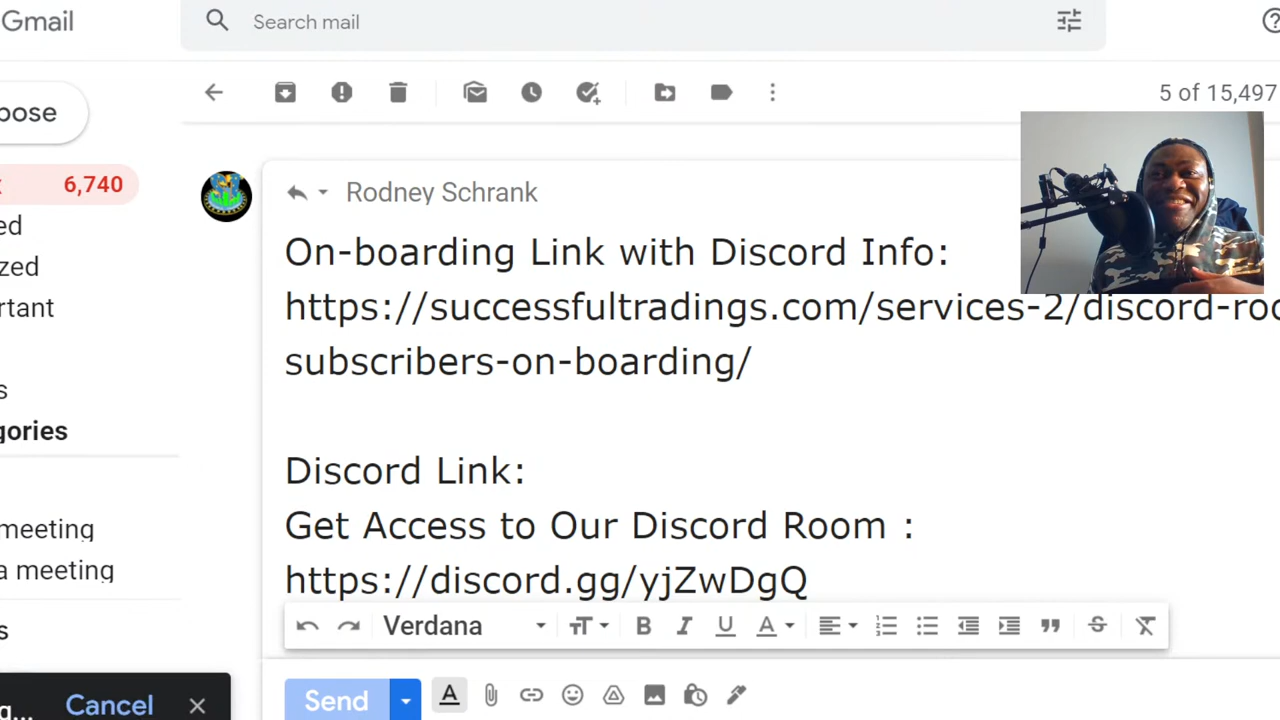 Gmail
Search mail
5 of 15,497
pose
6,740
Rodney Schrank
ed
zed
rtant
s
gories
meeting
a meeting
s
On-boarding Link with Discord Info:
https://successfultradings.com/services-2/discord-roo
subscribers-on-boarding/
Discord Link:
Get Access to Our Discord Room :
https://discord.gg/yjZwDgQ
Verdana
Send
g...
Cancel